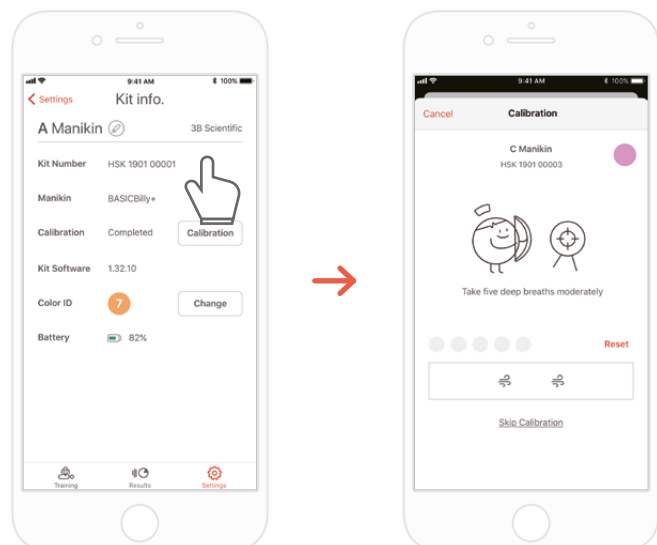 9:41 AM 100%
Settings Kit info.
A Manikin 3B Scientific
Kit Number HSK 1901 00001
Manikin BASICBilly+
Calibration Completed Calibration
Kit Software 1.32.10
Color ID 7 Change
Battery 82%
Training Results Settings
9:41 AM 100%
Cancel Calibration
C Manikin
HSK 1901 00003
Take five deep breaths moderately
Reset
Skip Calibration